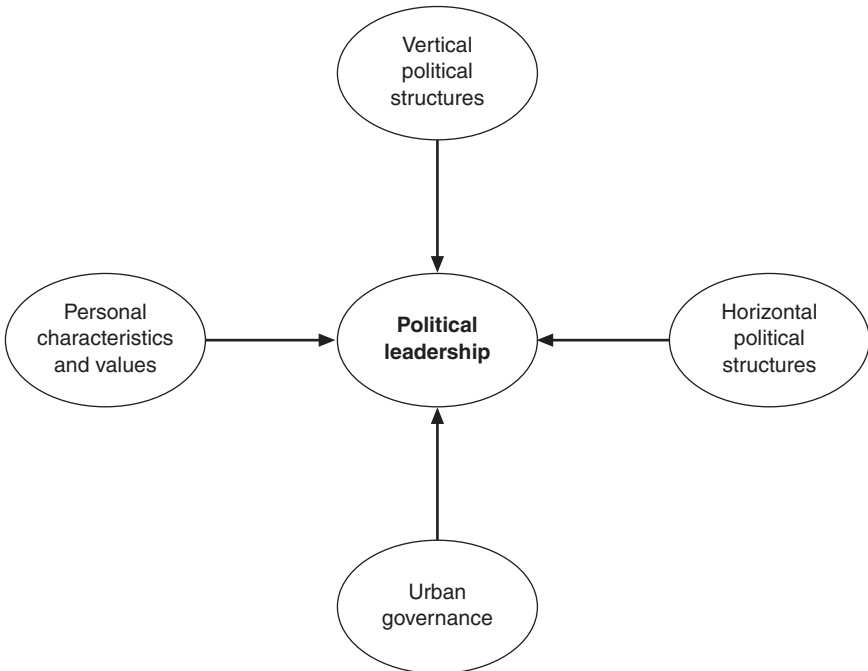 Vertical
political
structures
Personal
characteristics
and values
Political
leadership
Horizontal
political
structures
Urban
governance